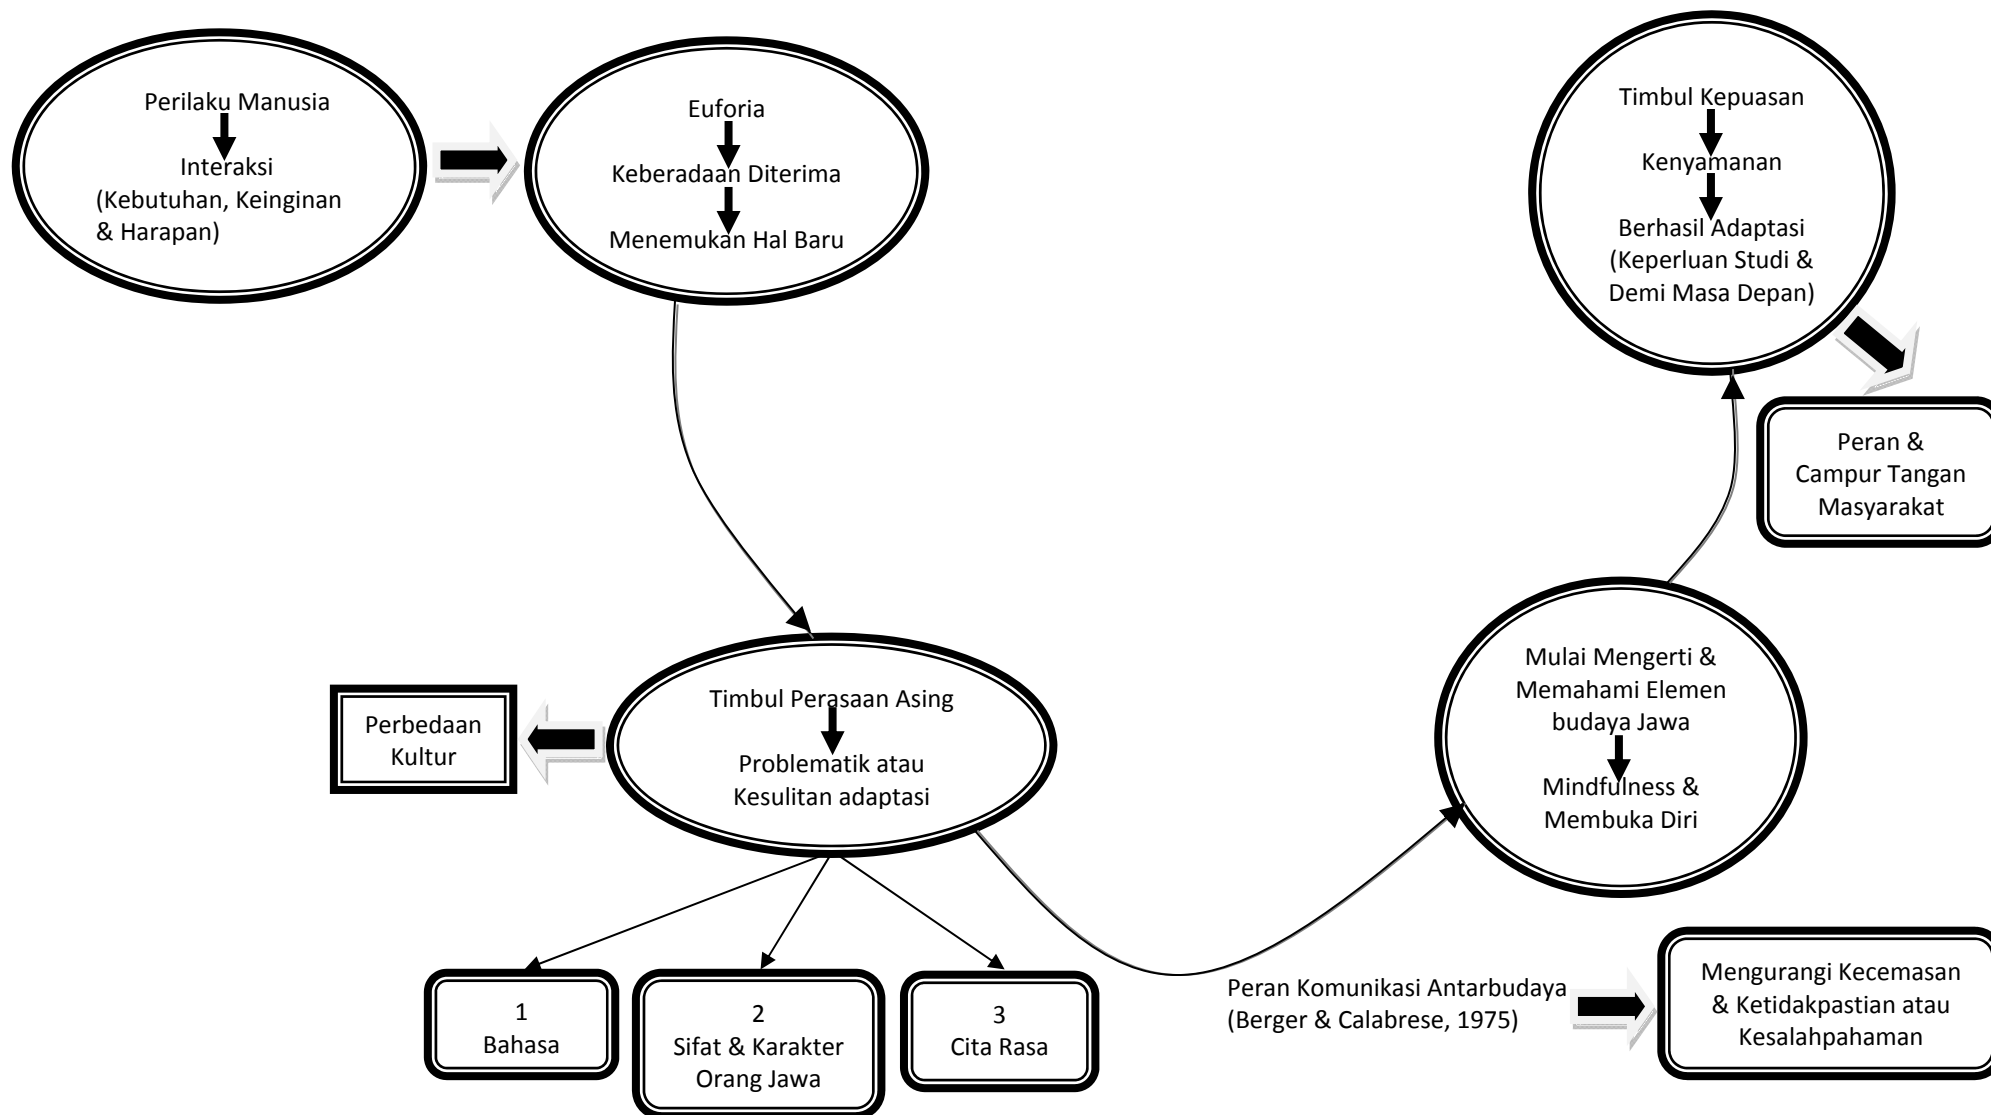 Perilaku Manusia
Interaksi
(Kebutuhan, Keinginan
& Harapan)
Euforia
Keberadaan Diterima
Menemukan Hal Baru
Timbul Kepuasan
Kenyamanan
Berhasil Adaptasi
(Keperluan Studi &
Demi Masa Depan)
Peran &
Campur Tangan
Masyarakat
Perbedaan
Kultur
Timbul Perasaan Asing
Problematik atau
Kesulitan adaptasi
Mulai Mengerti &
Memahami Elemen
budaya Jawa
Mindfulness &
Membuka Diri
1
Bahasa
2
Sifat & Karakter
Orang Jawa
3
Cita Rasa
Peran Komunikasi Antarbudaya
(Berger & Calabrese, 1975)
Mengurangi Kecemasan
& Ketidakpastian atau
Kesalahpahaman